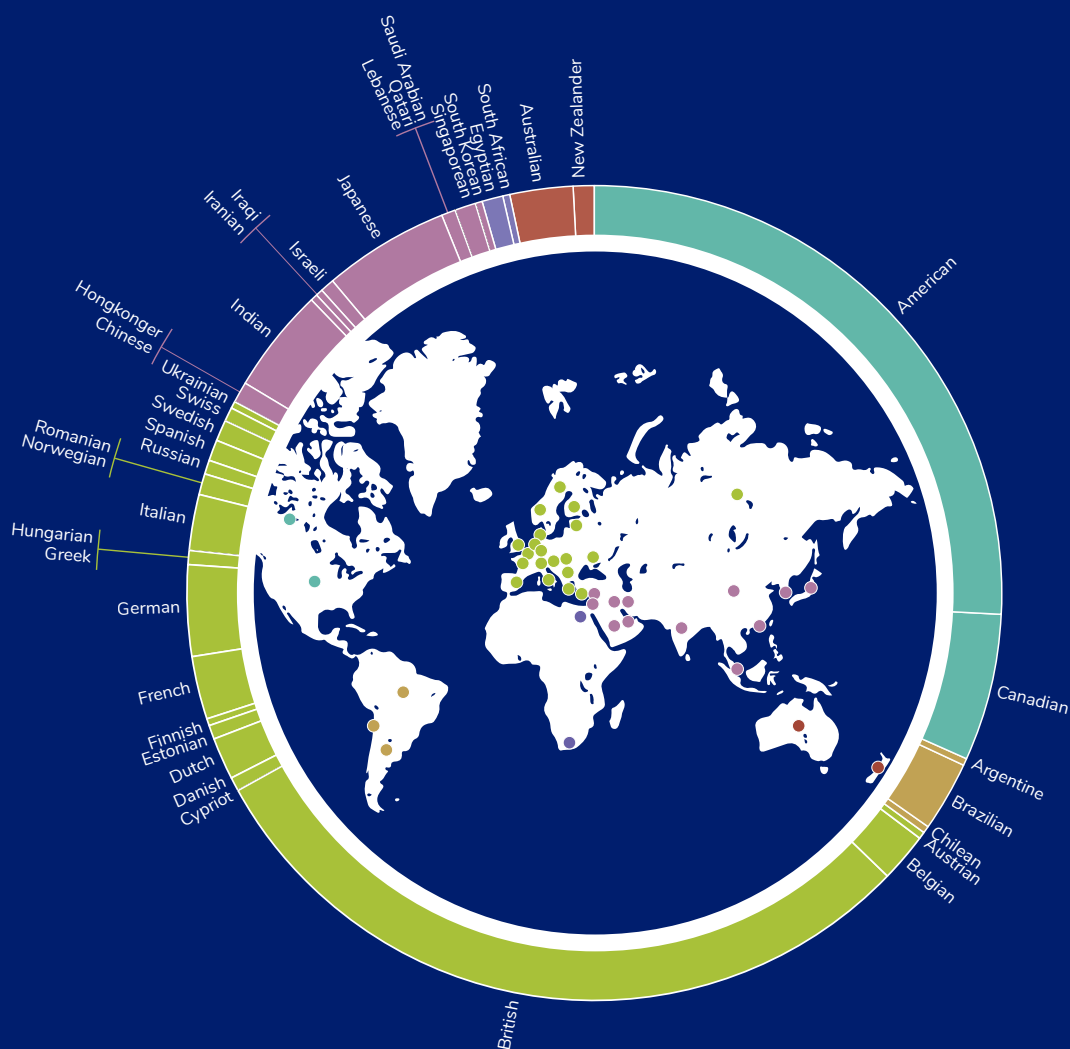 American
Canadian
Argentine
Brazilian
Chilean
Austrian
Belgian
British
Cypriot
Danish
Dutch
Estonian
Finnish
French
German
Greek
Hungarian
Italian
Norwegian
Romanian
Russian
Spanish
Swedish
Swiss
Ukrainian
Chinese
Hongkonger
Indian
Iranian
Iraqi
Israeli
Japanese
Lebanese
Qatari
Saudi Arabian
Singaporean
South Korean
Egyptian
South African
Australian
New Zealander